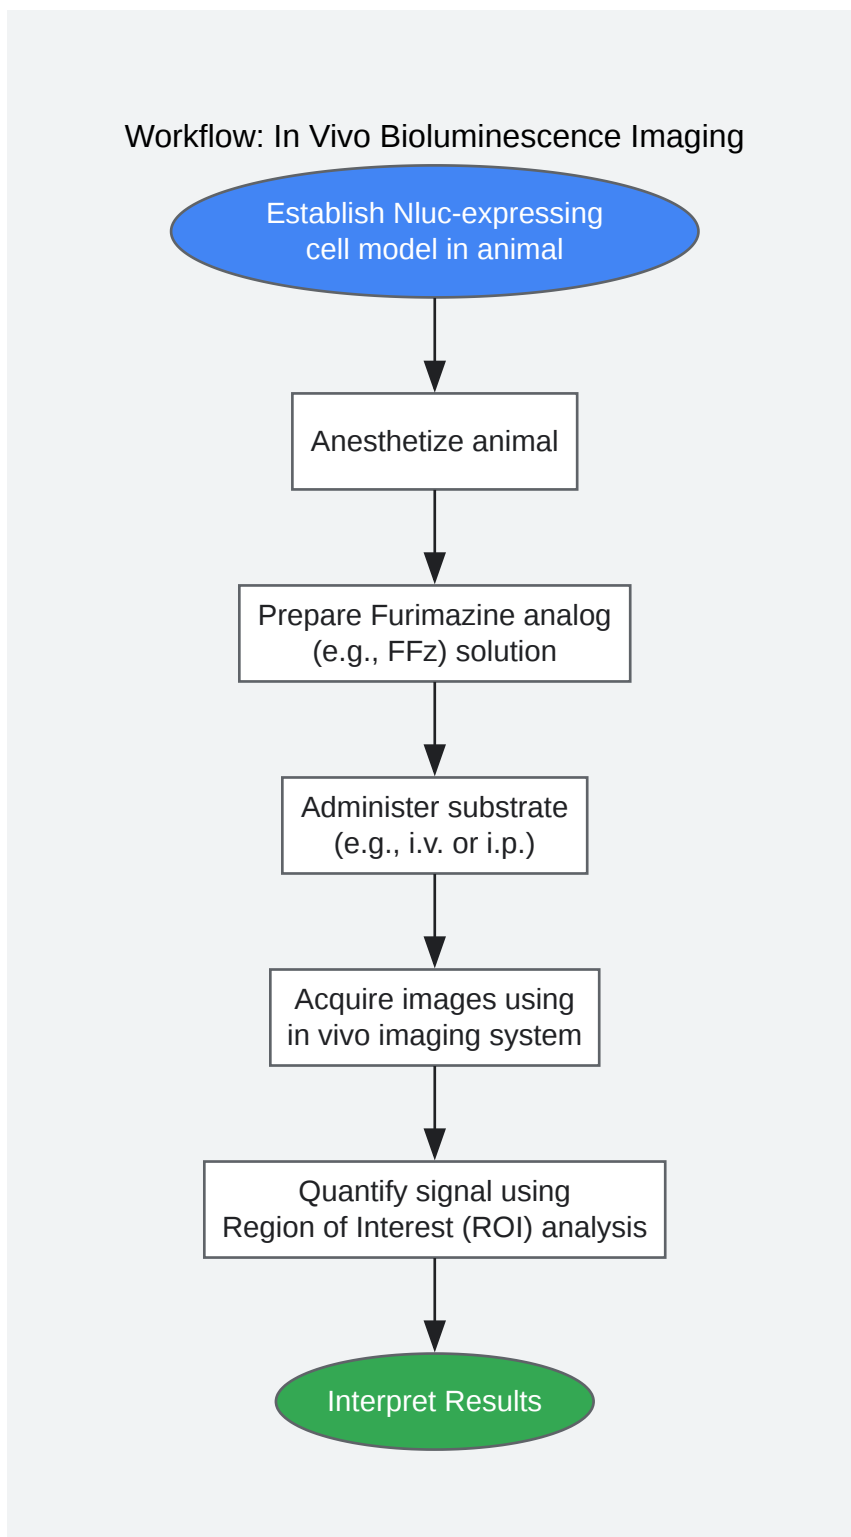 Workflow: In Vivo Bioluminescence Imaging
Establish Nluc-expressing
cell model in animal
Anesthetize animal
Prepare Furimazine analog
(e.g., FFz) solution
Administer substrate
(e.g., i.v. or i.p.)
Acquire images using
in vivo imaging system
Quantify signal using
Region of Interest (ROI) analysis
Interpret Results